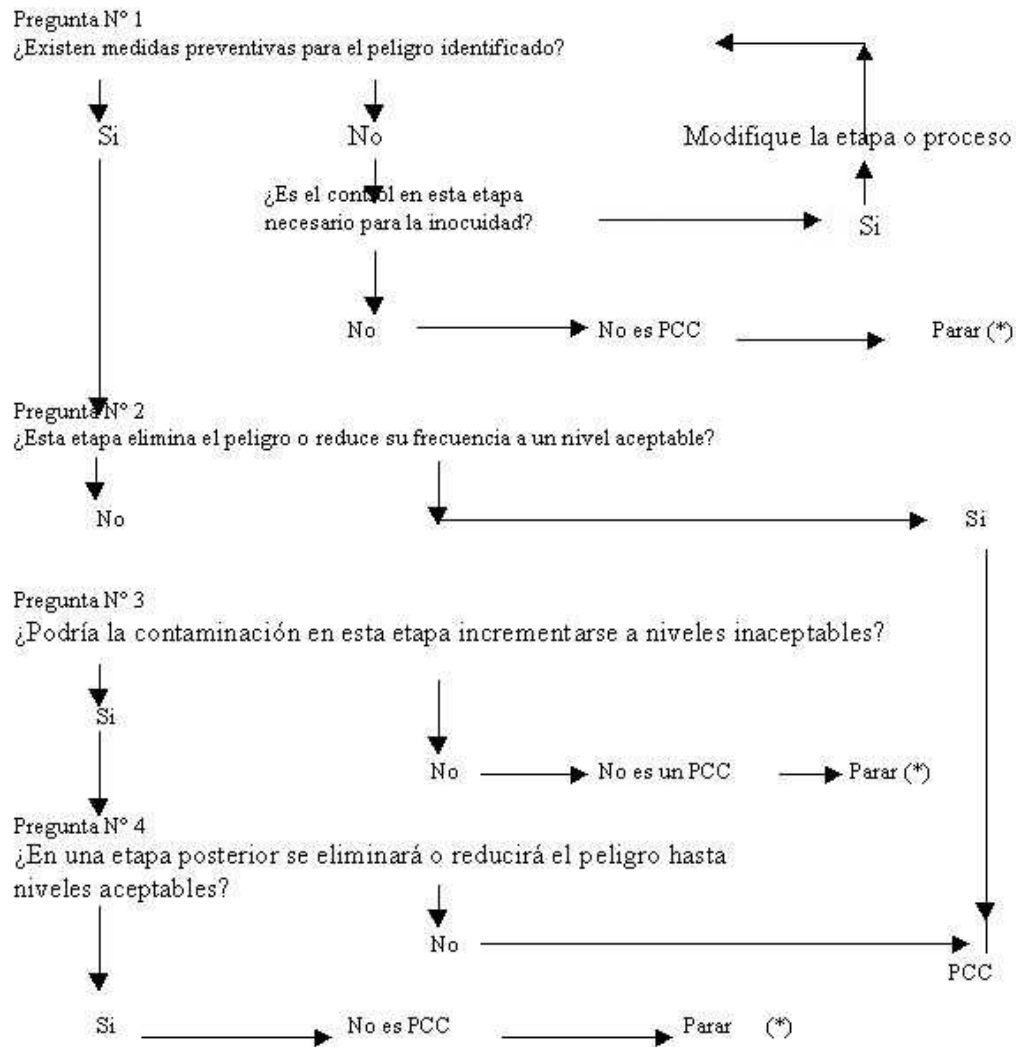 Pregunta Nº 1
¿Existen medidas preventivas para el peligro identificado?
Si
No
Modifique la etapa o proceso
¿Es el control en esta etapa
necesario para la inocuidad?
Si
No
No es PCC
Parar (*)
Pregunta Nº 2
¿Esta etapa elimina el peligro o reduce su frecuencia a un nivel aceptable?
No
Si
Pregunta Nº 3
¿Podría la contaminación en esta etapa incrementarse a niveles inaceptables?
Si
No
No es un PCC
Parar (*)
Pregunta Nº 4
¿En una etapa posterior se eliminará o reducirá el peligro hasta
niveles aceptables?
No
PCC
Si
No es PCC
Parar (*)